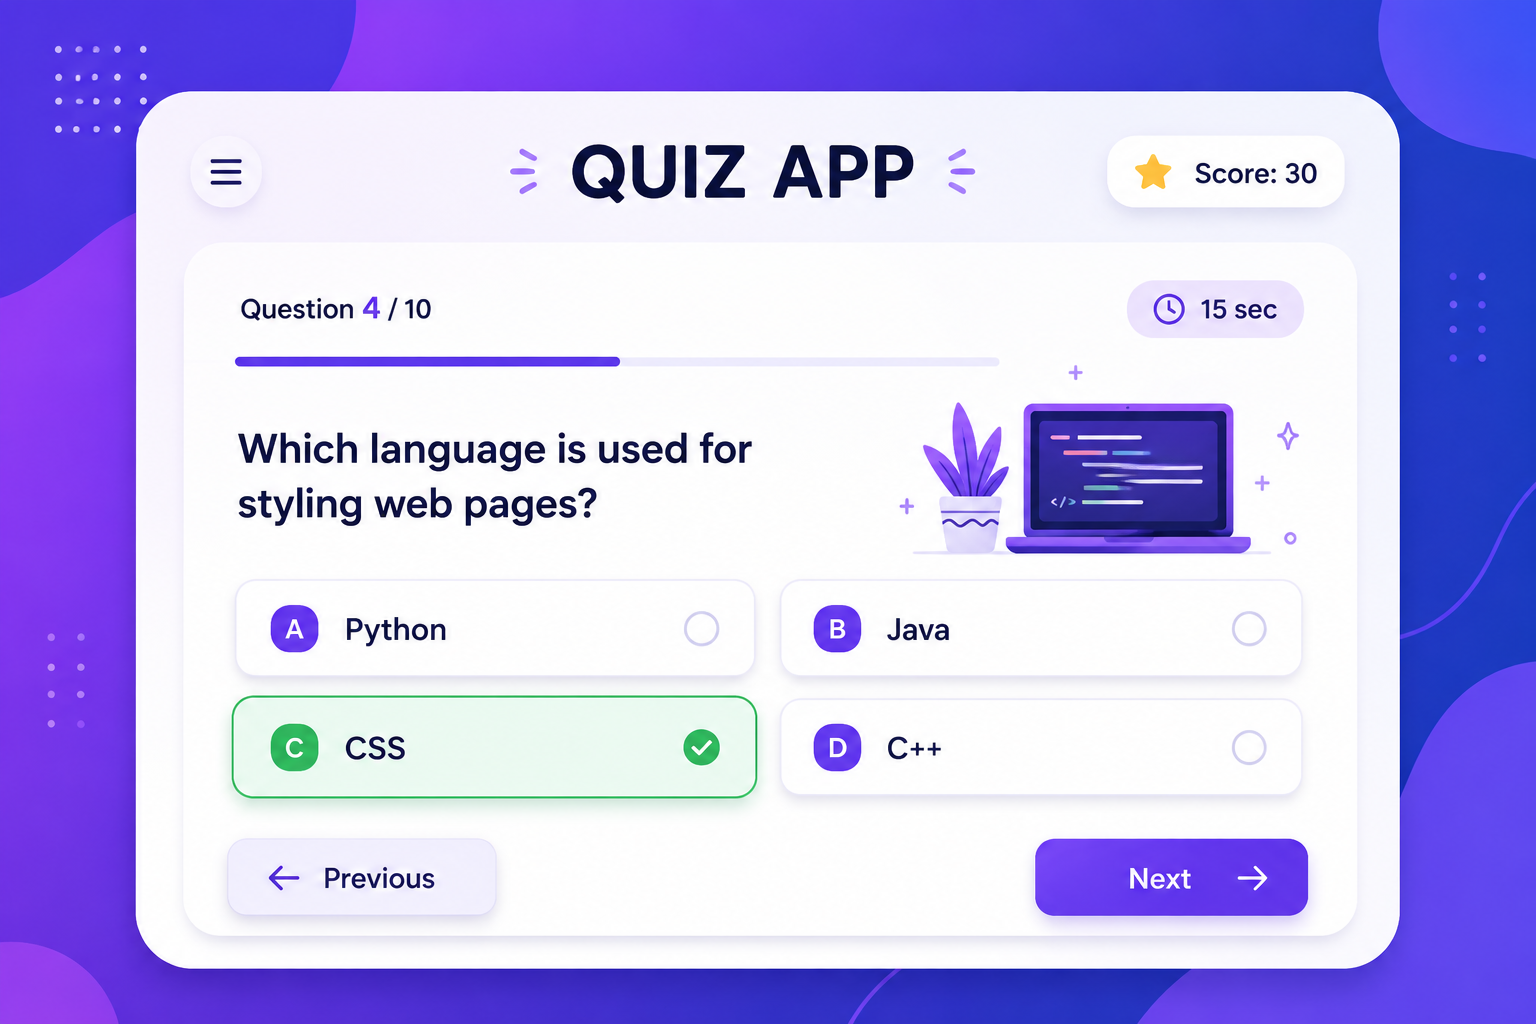 QUIZ APP
Score: 30
Question 4 / 10
15 sec
Which language is used for
styling web pages?
</>
A Python
B Java
C CSS
D C++
Previous
Next